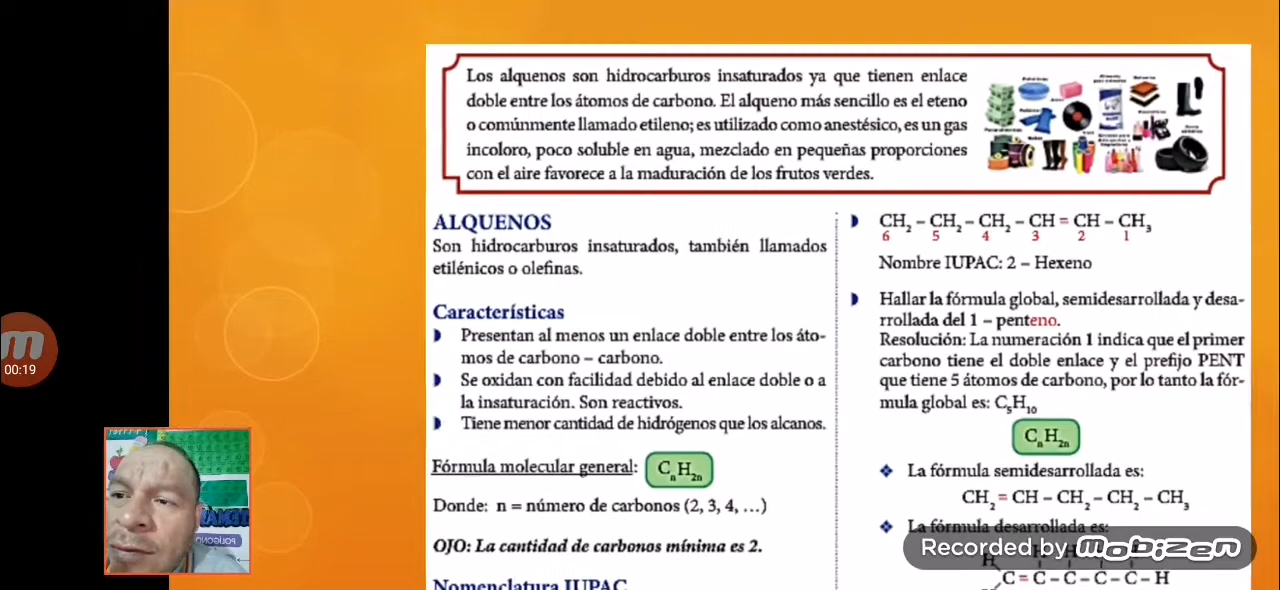 Los alquenos son hidrocarburos insaturados ya que tienen enlace
doble entre los átomos de carbono. El alqueno más sencillo es el eteno
o comúnmente llamado etileno; es utilizado como anestésico, es un gas
incoloro, poco soluble en agua, mezclado en pequeñas proporciones
con el aire favorece a la maduración de los frutos verdes.
ALQUENOS
Son hidrocarburos insaturados, también llamados
etilénicos o olefinas.
Características
Presentan al menos un enlace doble entre los áto-
mos de carbono – carbono.
Se oxidan con facilidad debido al enlace doble o a
la insaturación. Son reactivos.
Tiene menor cantidad de hidrógenos que los alcanos.
Fórmula molecular general: CₙH₂ₙ
Donde: n = número de carbonos (2, 3, 4, …)
OJO: La cantidad de carbonos mínima es 2.
Nomenclatura IUPAC
CH₂ – CH₂ – CH₂ – CH = CH – CH₃
6 5 4 3 2 1
Nombre IUPAC: 2 – Hexeno
Hallar la fórmula global, semidesarrollada y desa-
rrollada del 1 – penteno.
Resolución: La numeración 1 indica que el primer
carbono tiene el doble enlace y el prefijo PENT
que tiene 5 átomos de carbono, por lo tanto la fór-
mula global es: C₅H₁₀
CₙH₂ₙ
La fórmula semidesarrollada es:
CH₂ = CH – CH₂ – CH₂ – CH₃
La fórmula desarrollada es:
H
C = C – C – C – C – H
Recorded by mobizen
m
00:19
POLÍGONO